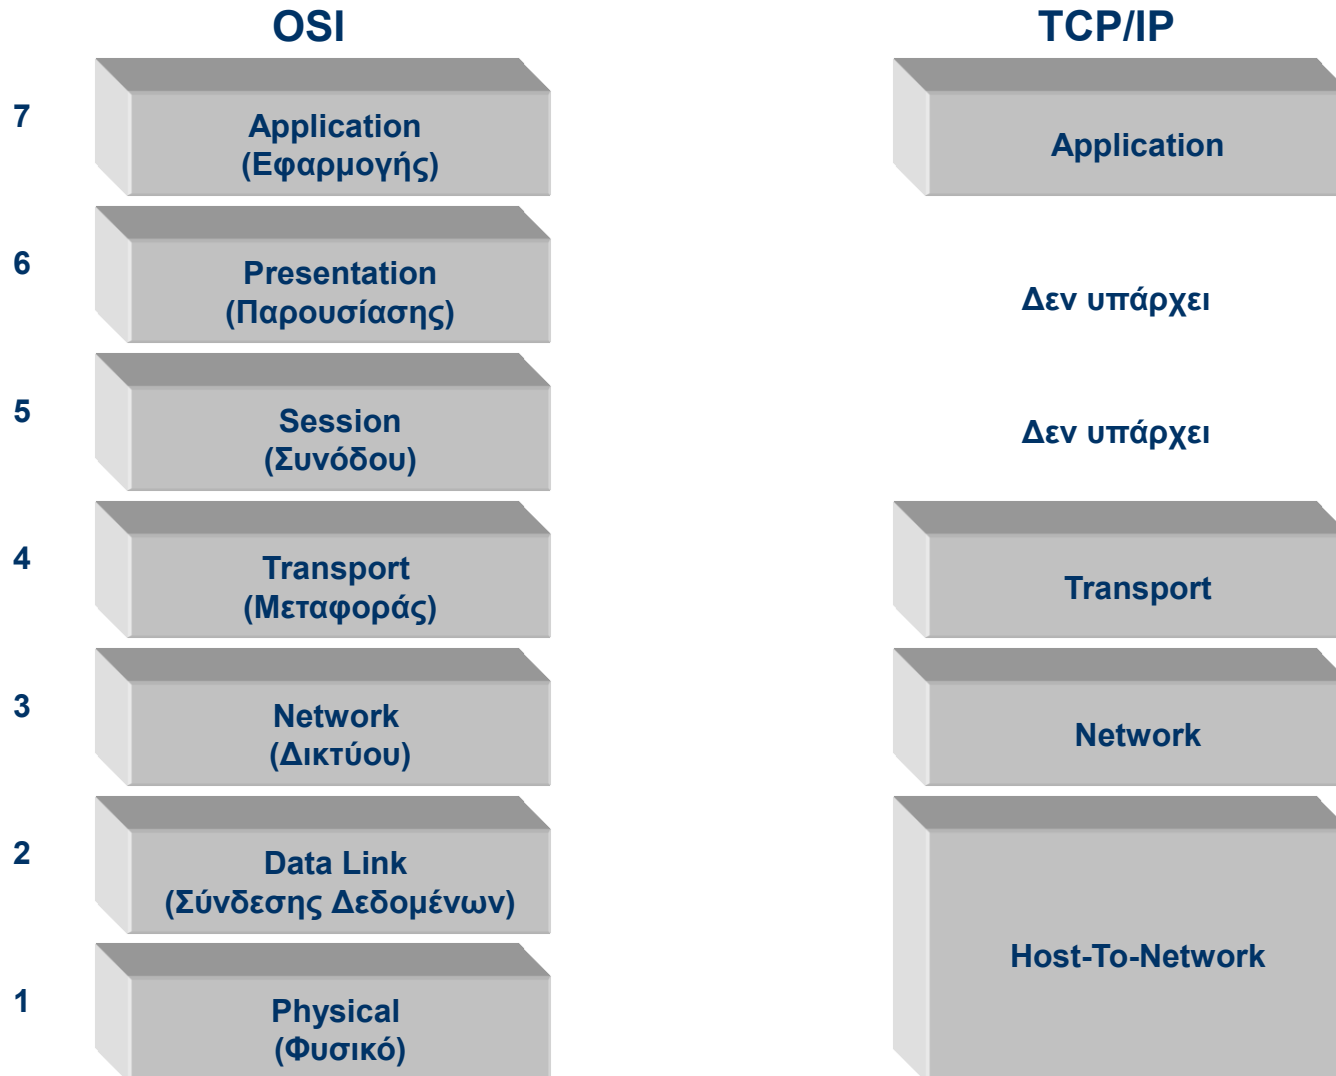 OSI
TCP/IP
7
Application
(Εφαρμογής)
Application
6
Presentation
(Παρουσίασης)
Δεν υπάρχει
5
Session
(Συνόδου)
Δεν υπάρχει
4
Transport
(Μεταφοράς)
Transport
3
Network
(Δικτύου)
Network
2
Data Link
(Σύνδεσης Δεδομένων)
Host-To-Network
1
Physical
(Φυσικό)